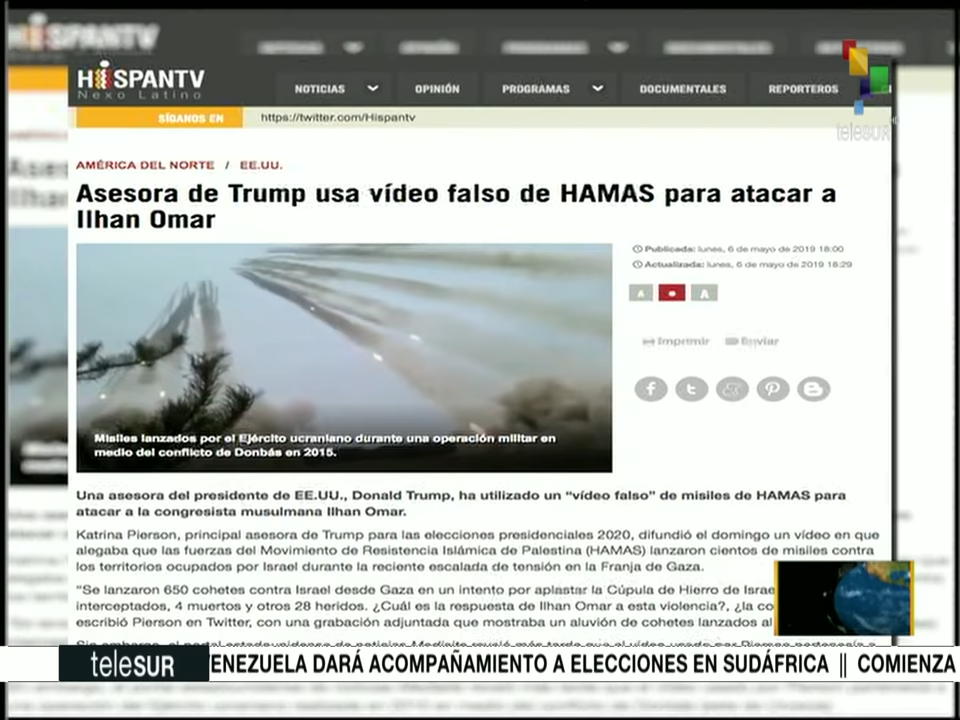 HISPANTV
HISPANTV
Nexo Latino
NOTICIAS
OPINIÓN
PROGRAMAS
DOCUMENTALES
REPORTEROS
teleSUR
SÍGANOS EN
https://twitter.com/Hispantv
AMÉRICA DEL NORTE / EE.UU.
Asesora de Trump usa vídeo falso de HAMAS para atacar a
Ilhan Omar
Publicada: lunes, 6 de mayo de 2019 18:00
Actualizada: lunes, 6 de mayo de 2019 18:29
A
A
Imprimir
Enviar
Misiles lanzados por el Ejército ucraniano durante una operación militar en
medio del conflicto de Donbás en 2015.
Una asesora del presidente de EE.UU., Donald Trump, ha utilizado un “vídeo falso” de misiles de HAMAS para
atacar a la congresista musulmana Ilhan Omar.
Katrina Pierson, principal asesora de Trump para las elecciones presidenciales 2020, difundió el domingo un vídeo en que
alegaba que las fuerzas del Movimiento de Resistencia Islámica de Palestina (HAMAS) lanzaron cientos de misiles contra
los territorios ocupados por Israel durante la reciente escalada de tensión en la Franja de Gaza.
“Se lanzaron 650 cohetes contra Israel desde Gaza en un intento por aplastar la Cúpula de Hierro de Israe
interceptados, 4 muertos y otros 28 heridos. ¿Cuál es la respuesta de Ilhan Omar a esta violencia?, ¿la co
escribió Pierson en Twitter, con una grabación adjuntada que mostraba un aluvión de cohetes lanzados al
teleSUR
VENEZUELA DARÁ ACOMPAÑAMIENTO A ELECCIONES EN SUDÁFRICA || COMIENZA